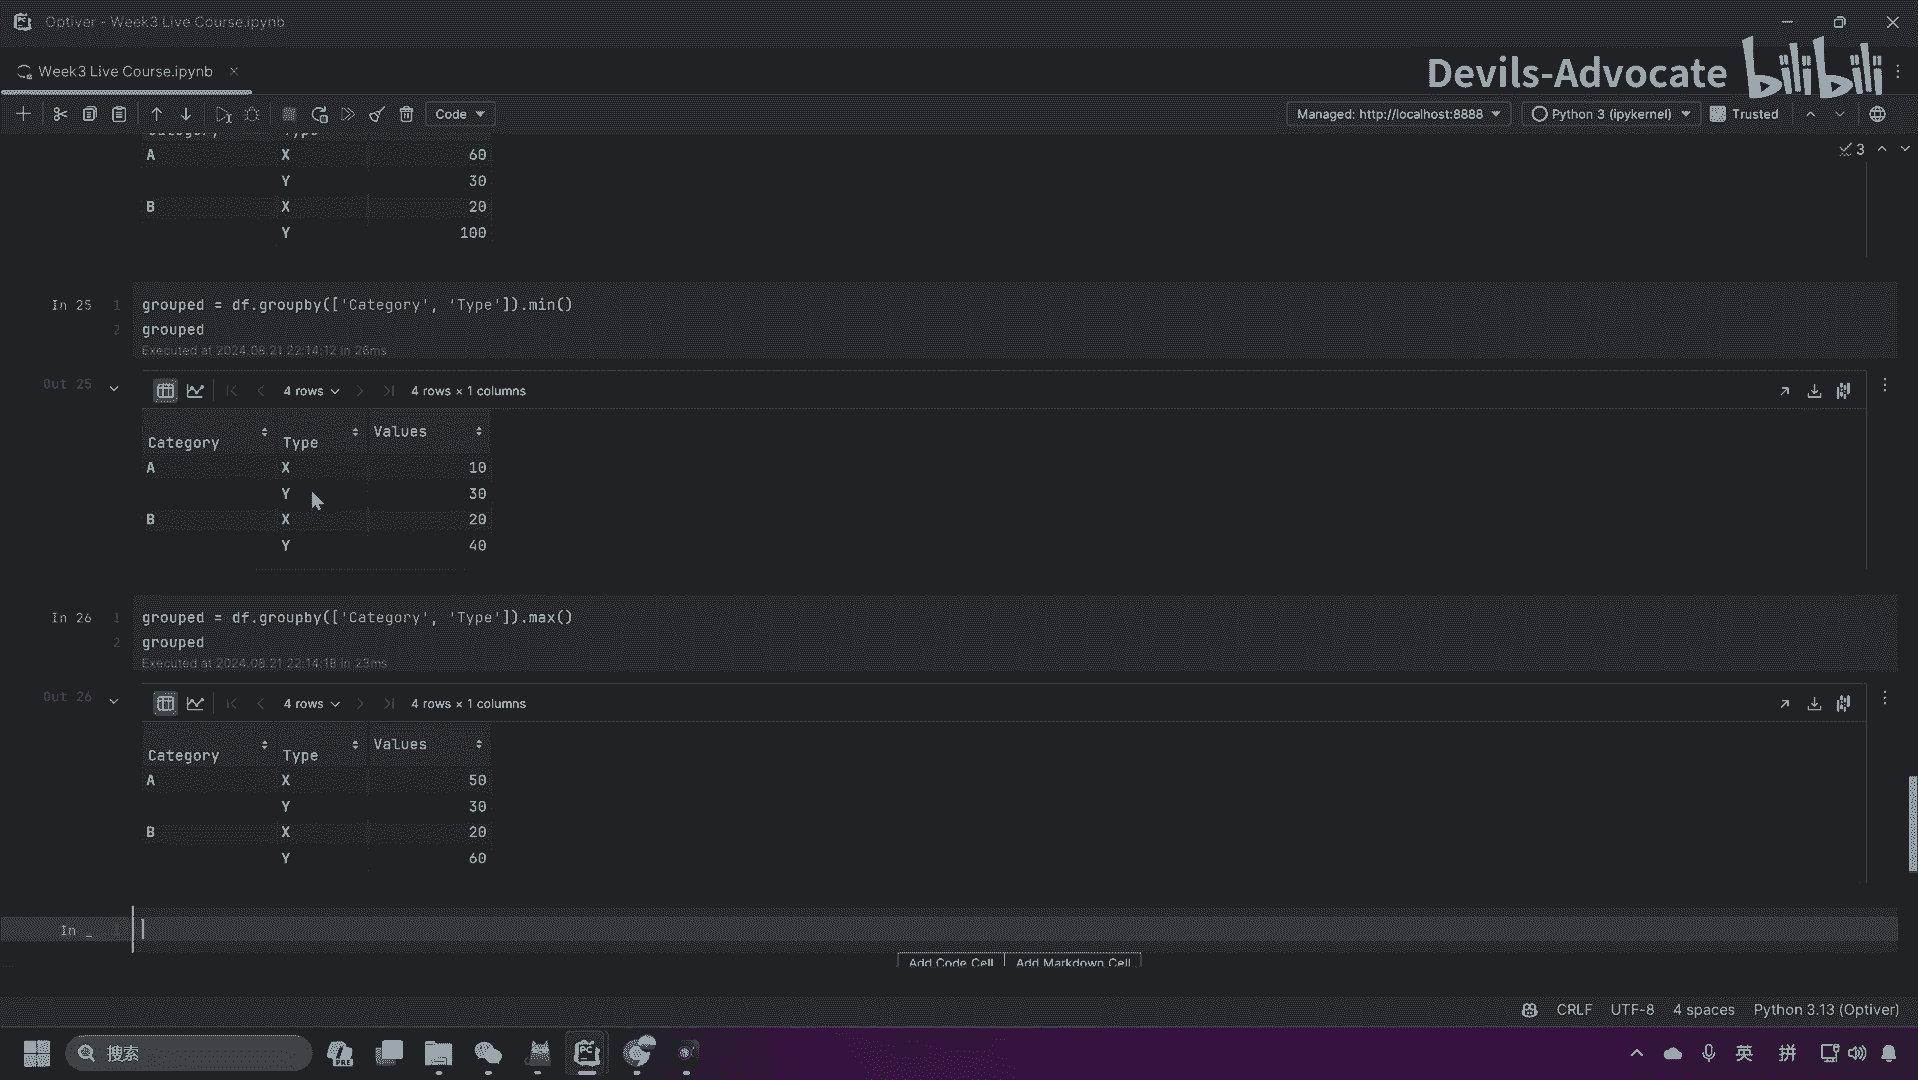 Optiver - Week3 Live Course.ipynb
Week3 Live Course.ipynb
Devils-Advocate bilibili
Code
Managed: http://localhost:8888
Python 3 (ipykernel)
Trusted
3
Category Type
A X 60
Y 30
B X 20
Y 100
In 25
1 grouped = df.groupby(['Category', 'Type']).min()
2 grouped
Executed at 2024.08.21 22:14:12 in 26ms
Out 25
4 rows
4 rows × 1 columns
Category Type Values
A X 10
Y 30
B X 20
Y 40
In 26
1 grouped = df.groupby(['Category', 'Type']).max()
2 grouped
Executed at 2024.08.21 22:14:18 in 23ms
Out 26
4 rows
4 rows × 1 columns
Category Type Values
A X 50
Y 30
B X 20
Y 60
In _
1
Add Code Cell
Add Markdown Cell
CRLF UTF-8 4 spaces Python 3.13 (Optiver)
搜索
PRE
PC
英
拼